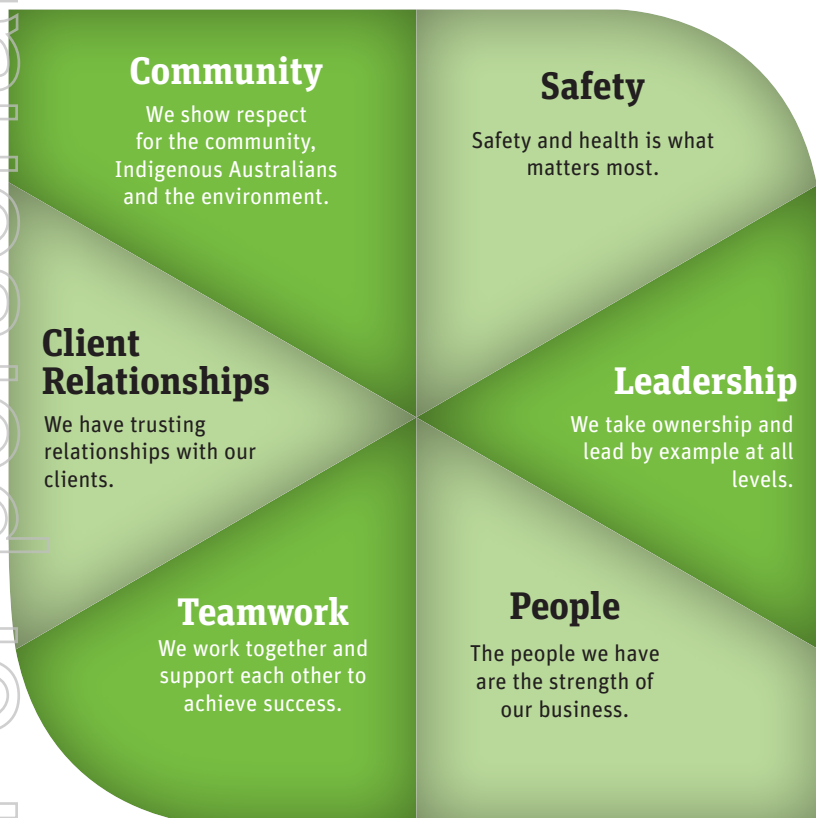 Community
We show respect
for the community,
Indigenous Australians
and the environment.
Safety
Safety and health is what
matters most.
Client
Relationships
We have trusting
relationships with our
clients.
Leadership
We take ownership and
lead by example at all
levels.
Teamwork
We work together and
support each other to
achieve success.
People
The people we have
are the strength of
our business.